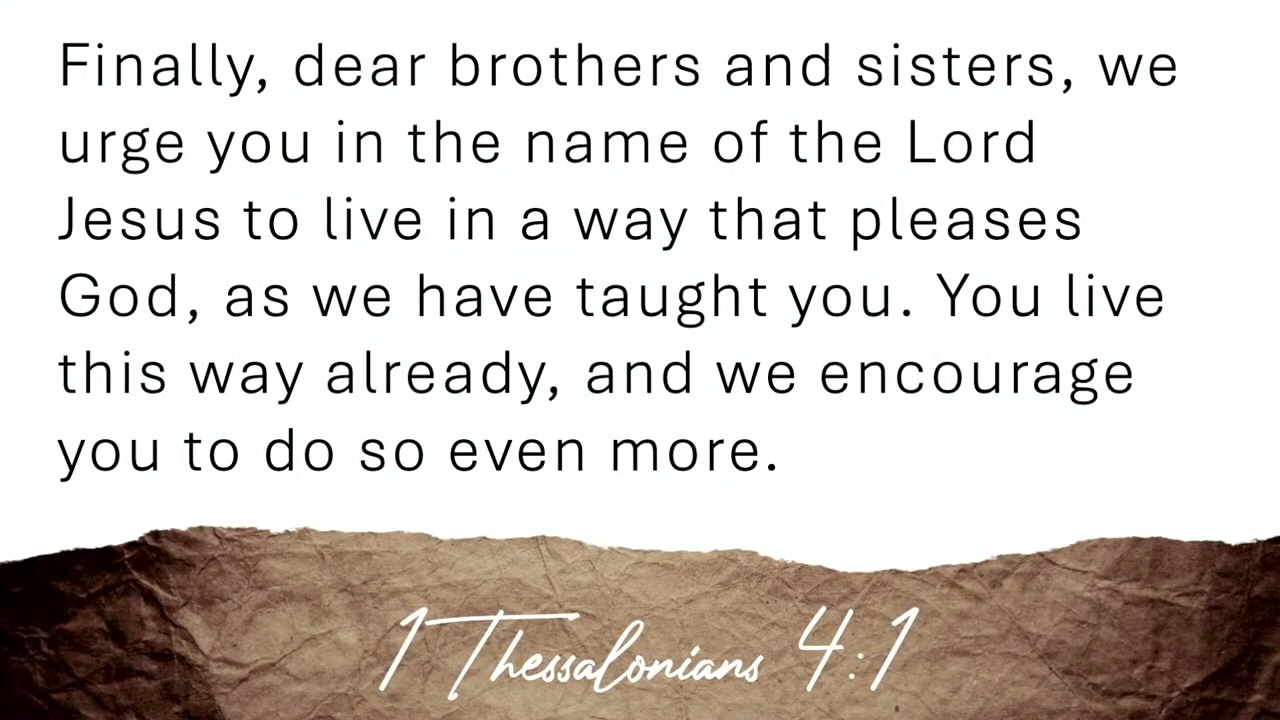 Finally, dear brothers and sisters, we
urge you in the name of the Lord
Jesus to live in a way that pleases
God, as we have taught you. You live
this way already, and we encourage
you to do so even more.
1 Thessalonians 4:1